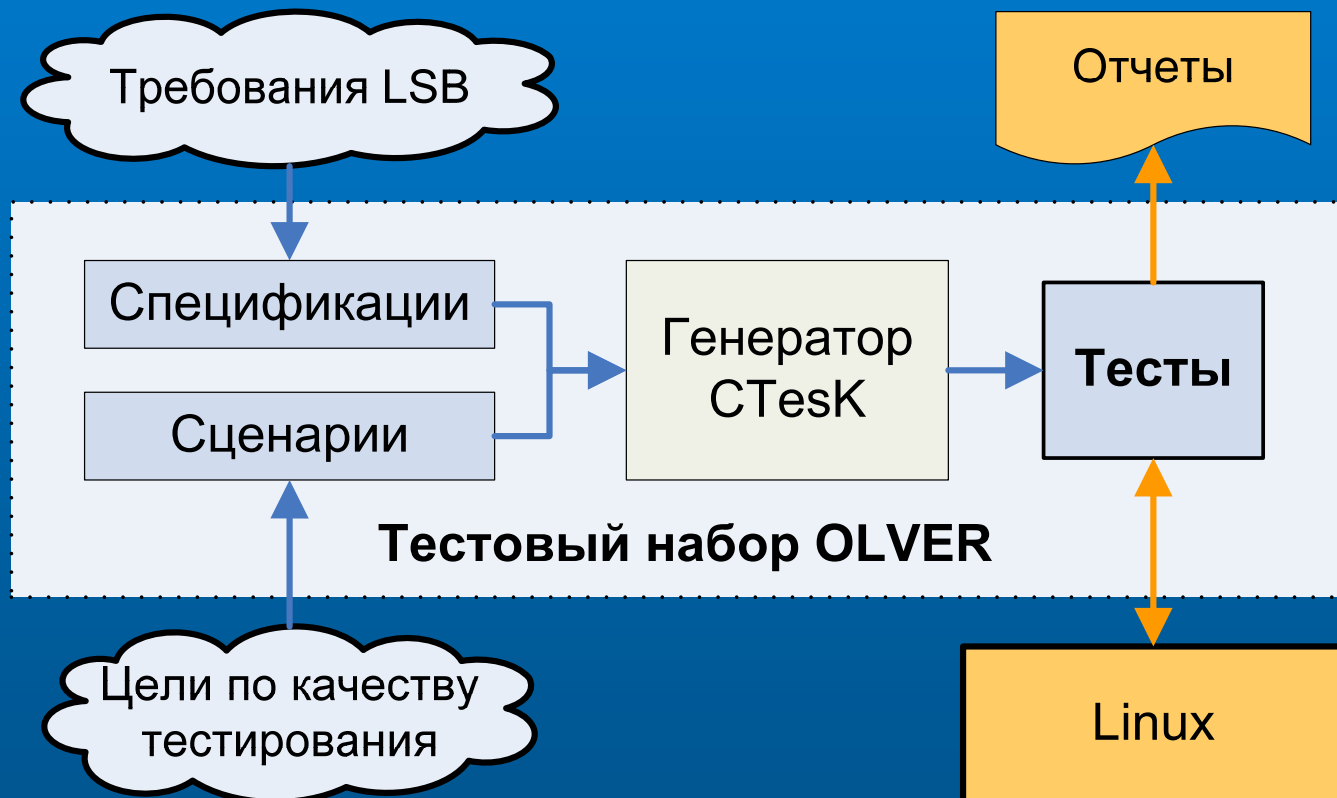 Требования LSB
Отчеты
Спецификации
Сценарии
Генератор
CTesK
Тесты
Тестовый набор OLVER
Цели по качеству
тестирования
Linux